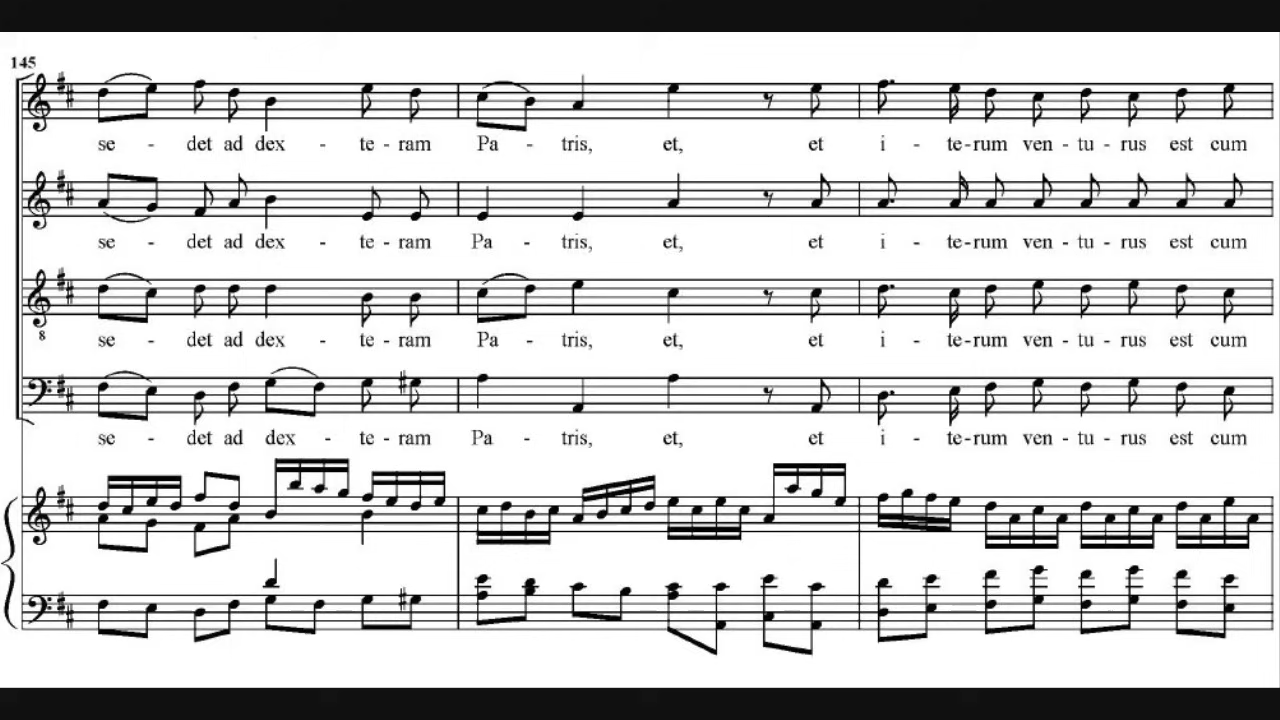 145
se - det ad dex - te - ram Pa - tris, et, et i - te - rum ven - tu - rus est cum
se - det ad dex - te - ram Pa - tris, et, et i - te - rum ven - tu - rus est cum
8
se - det ad dex - te - ram Pa - tris, et, et i - te - rum ven - tu - rus est cum
se - det ad dex - te - ram Pa - tris, et, et i - te - rum ven - tu - rus est cum